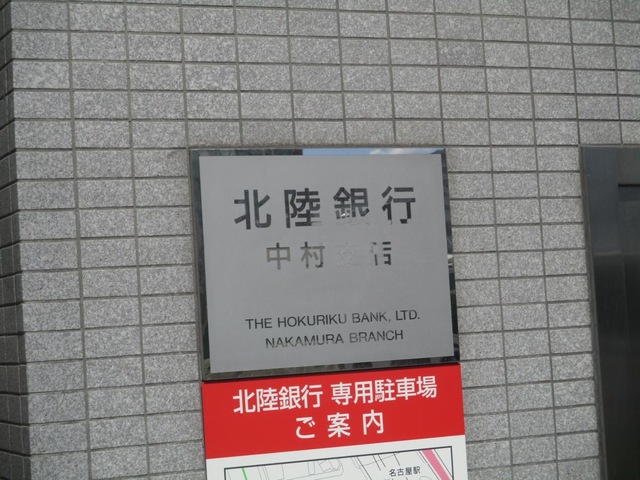 北陸銀行
中村支店
THE HOKURIKU BANK, LTD.
NAKAMURA BRANCH
北陸銀行 専用駐車場
ご案内
名古屋駅